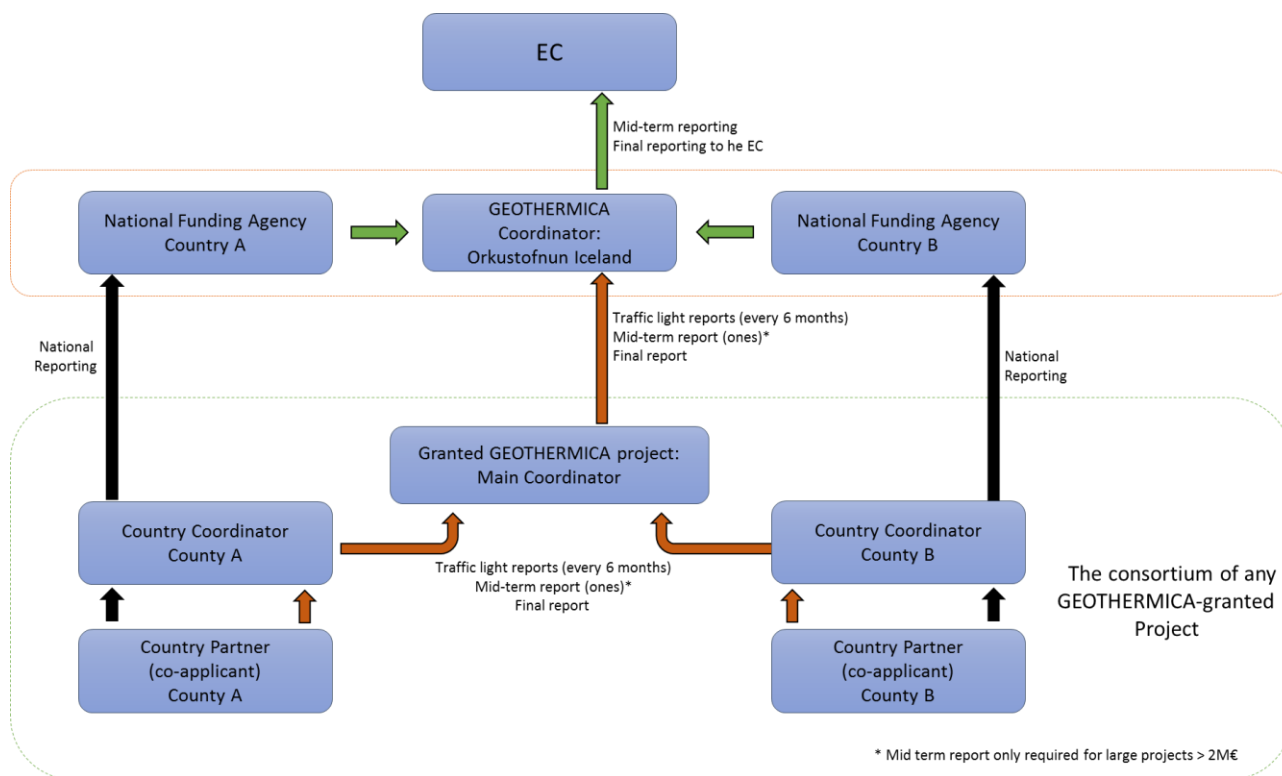 EC
Mid-term reporting
Final reporting to he EC
National Funding Agency
Country A
GEOTHERMICA
Coordinator:
Orkustofnun Iceland
National Funding Agency
Country B
National
Reporting
Traffic light reports (every 6 months)
Mid-term report (ones)*
Final report
National
Reporting
Granted GEOTHERMICA project:
Main Coordinator
Country Coordinator
County A
Traffic light reports (every 6 months)
Mid-term report (ones)*
Final report
Country Coordinator
County B
The consortium of any
GEOTHERMICA-granted
Project
Country Partner
(co-applicant)
County A
Country Partner
(co-applicant)
County B
* Mid term report only required for large projects > 2M€